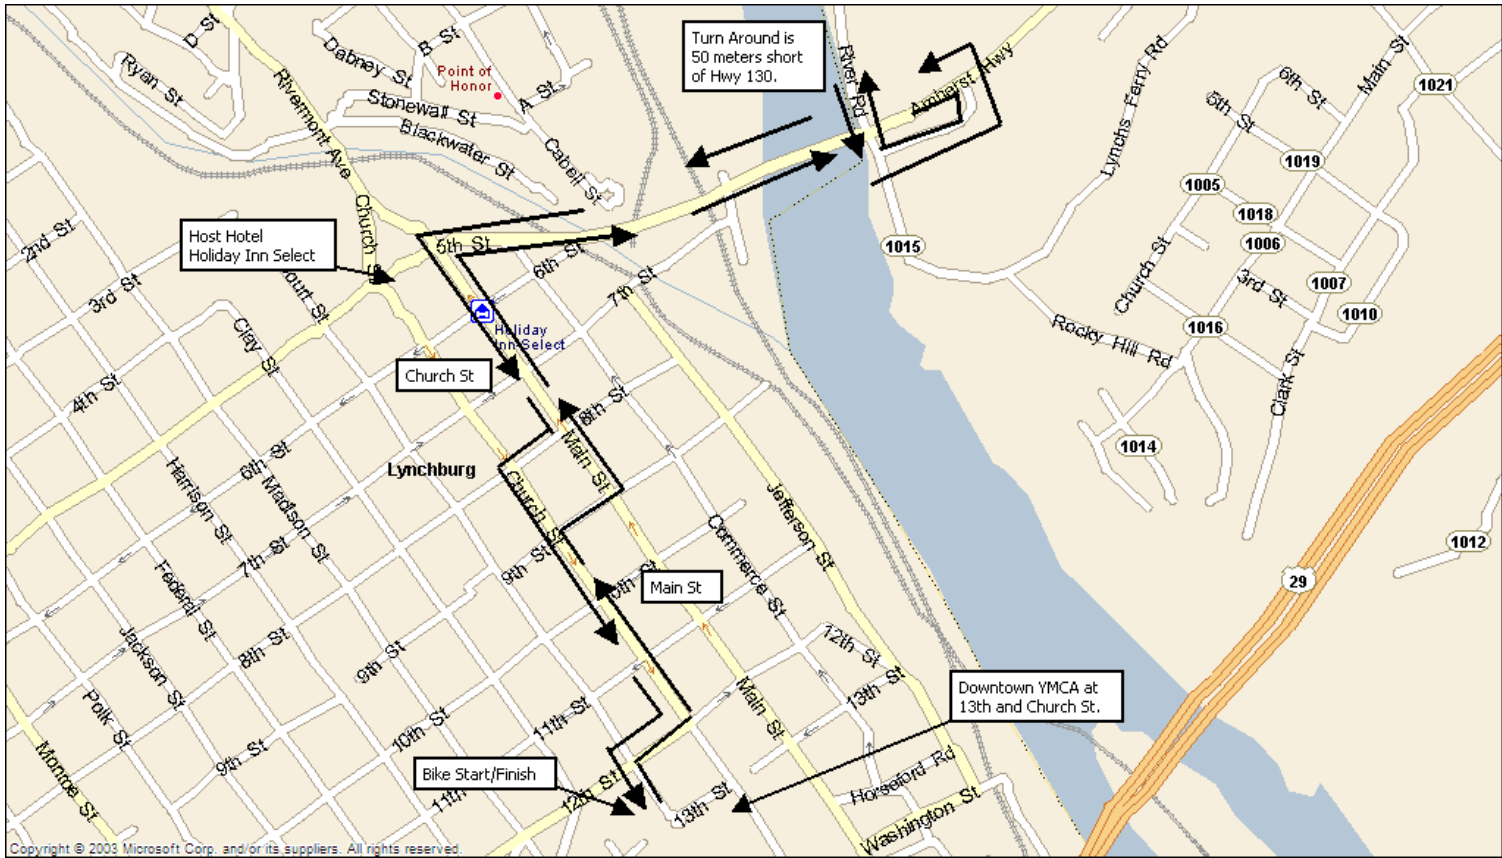 D St
B St
Dabney St
Ryan St
Point of
Honor
A St
Stonewall St
Blackwater St
Cabell St
Rivermont Ave
Church St
Turn Around is
50 meters short
of Hwy 130.
River Rd
Amherst Hwy
Lynchs Ferry Rd
Main St
6th St
5th St
1021
1019
1005
1018
1006
1015
Church St
3rd St
1007
1010
1016
Rocky Hill Rd
Clark St
1014
1012
29
Host Hotel
Holiday Inn Select
2nd St
3rd St
Clay St
4th St
5th St
6th St
7th St
Holiday
Inn Select
Church St
8th St
Main St
Lynchburg
6th St
Harrison St
Madison St
Church St
Jefferson St
Commerce St
7th St
9th St
Federal St
Main St
8th St
9th St
Jackson St
Polk St
12th St
13th St
Main St
Downtown YMCA at
13th and Church St.
10th St
11th St
9th St
Monroe St
Bike Start/Finish
11th
12th St
13th St
Horseford Rd
Washington St
Copyright © 2003 Microsoft Corp. and/or its suppliers. All rights reserved.